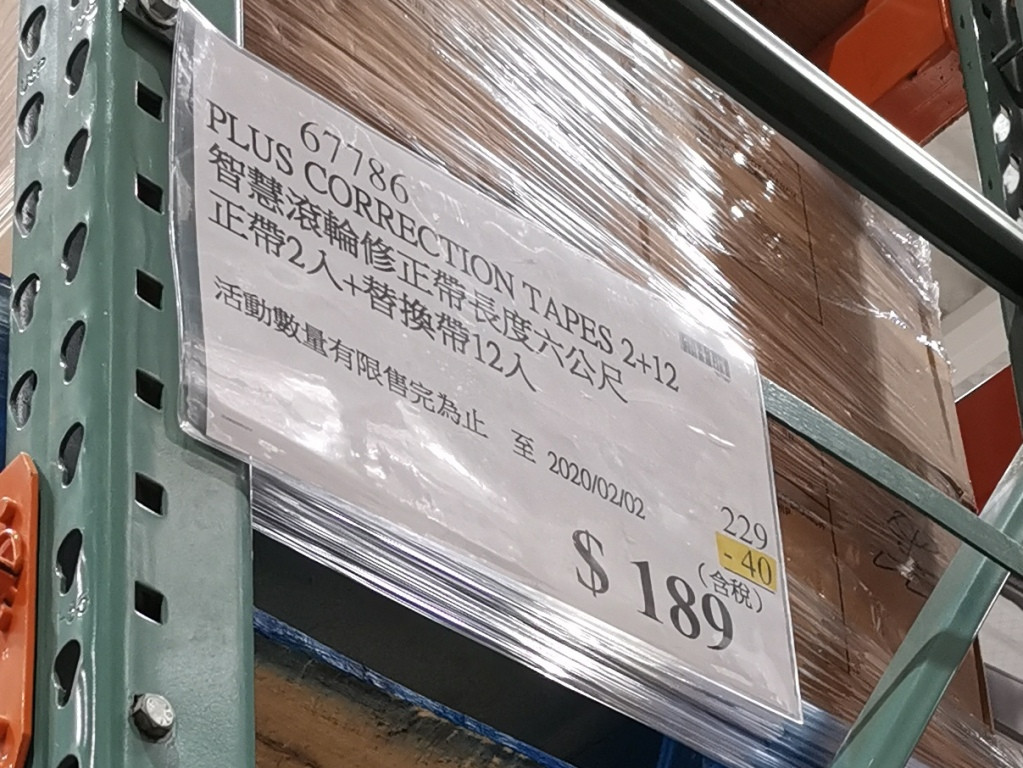 67786
PLUS CORRECTION TAPES 2+12
智慧滾輪修正帶長度六公尺
正帶2入+替換帶12入
活動數量有限售完為止 至 2020/02/02
229
- 40
(含稅)
$ 189